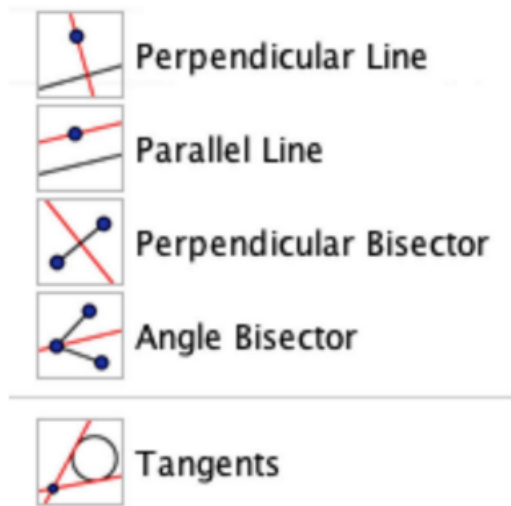 Perpendicular Line
Parallel Line
Perpendicular Bisector
Angle Bisector
Tangents